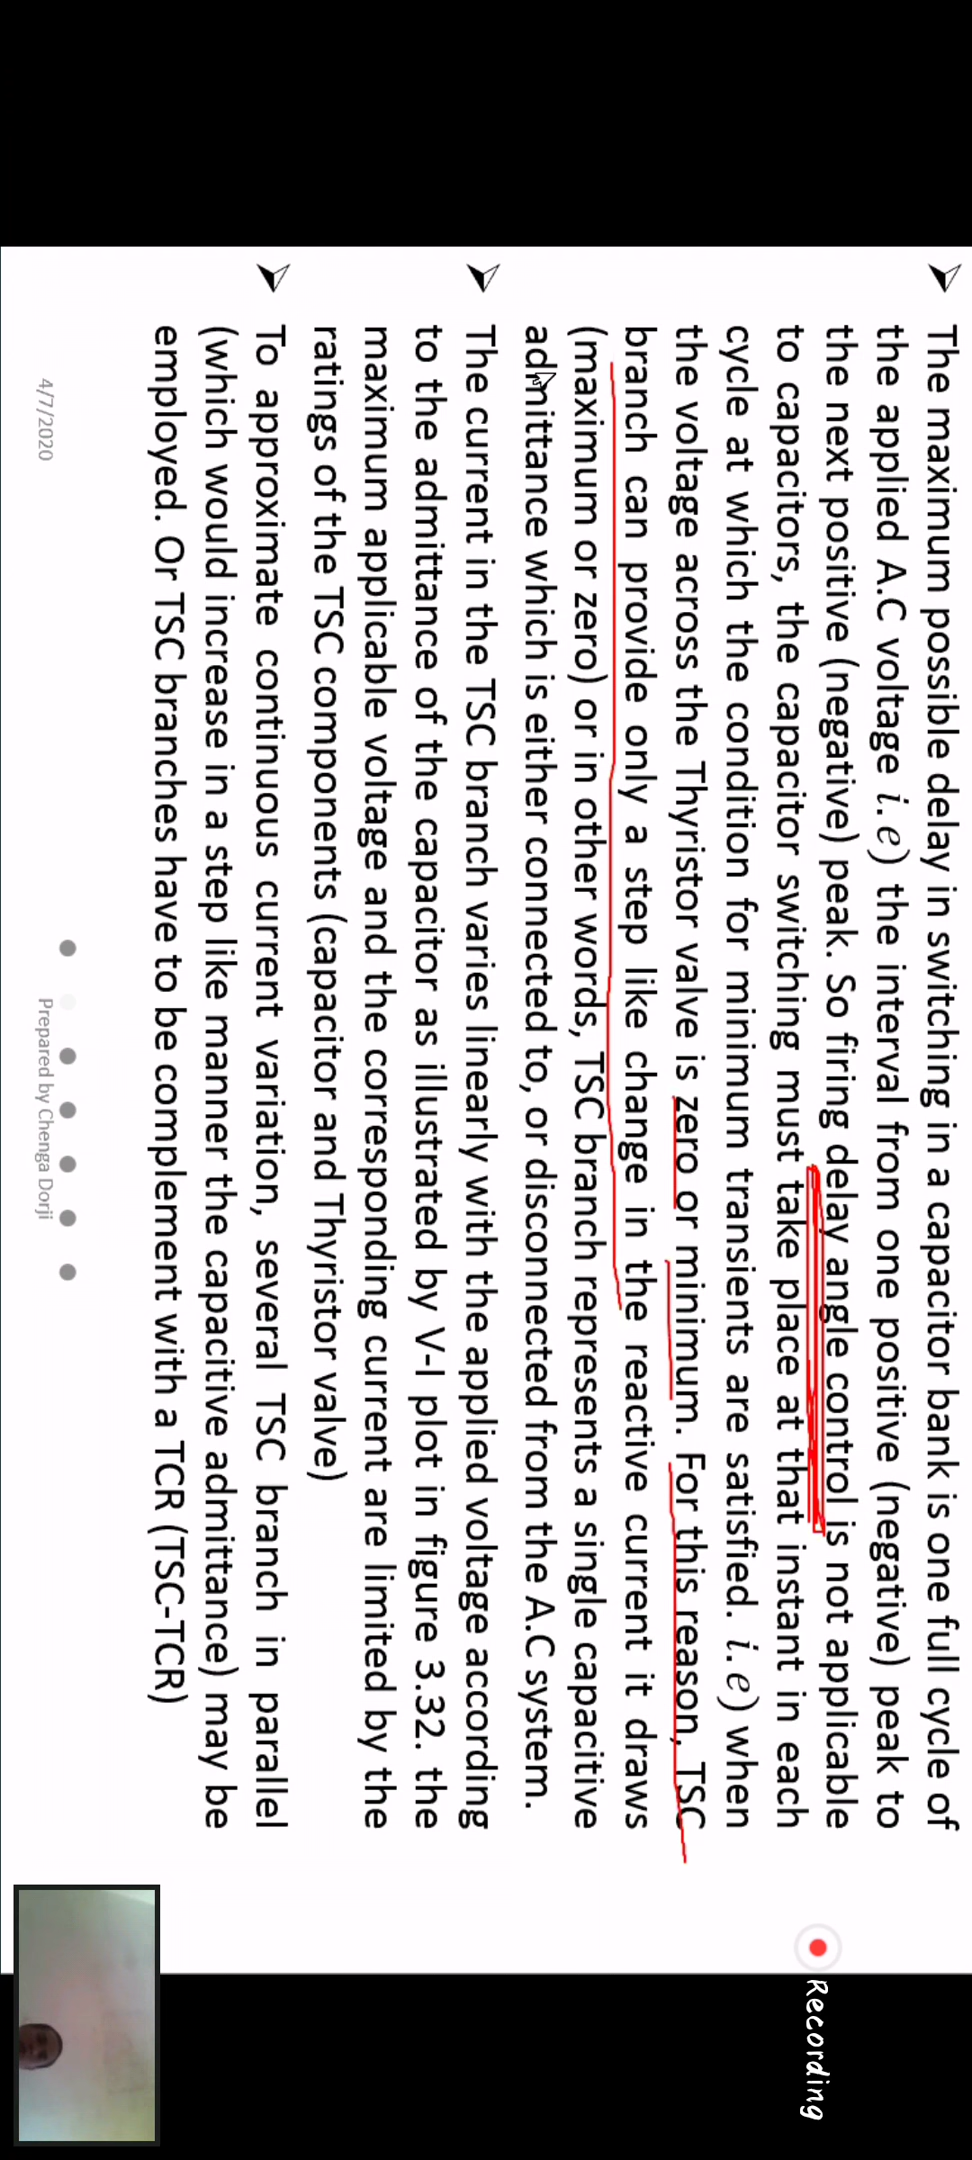 ➤ The maximum possible delay in switching in a capacitor bank is one full cycle of
the applied A.C voltage i.e) the interval from one positive (negative) peak to
the next positive (negative) peak. So firing delay angle control is not applicable
to capacitors, the capacitor switching must take place at that instant in each
cycle at which the condition for minimum transients are satisfied. i.e) when
the voltage across the Thyristor valve is zero or minimum. For this reason, TSC
branch can provide only a step like change in the reactive current it draws
(maximum or zero) or in other words, TSC branch represents a single capacitive
admittance which is either connected to, or disconnected from the A.C system.
➤ The current in the TSC branch varies linearly with the applied voltage according
to the admittance of the capacitor as illustrated by V-I plot in figure 3.32. the
maximum applicable voltage and the corresponding current are limited by the
ratings of the TSC components (capacitor and Thyristor valve)
➤ To approximate continuous current variation, several TSC branch in parallel
(which would increase in a step like manner the capacitive admittance) may be
employed. Or TSC branches have to be complement with a TCR (TSC-TCR)
4/7/2020
Prepared by Chenga Dorji
Recording